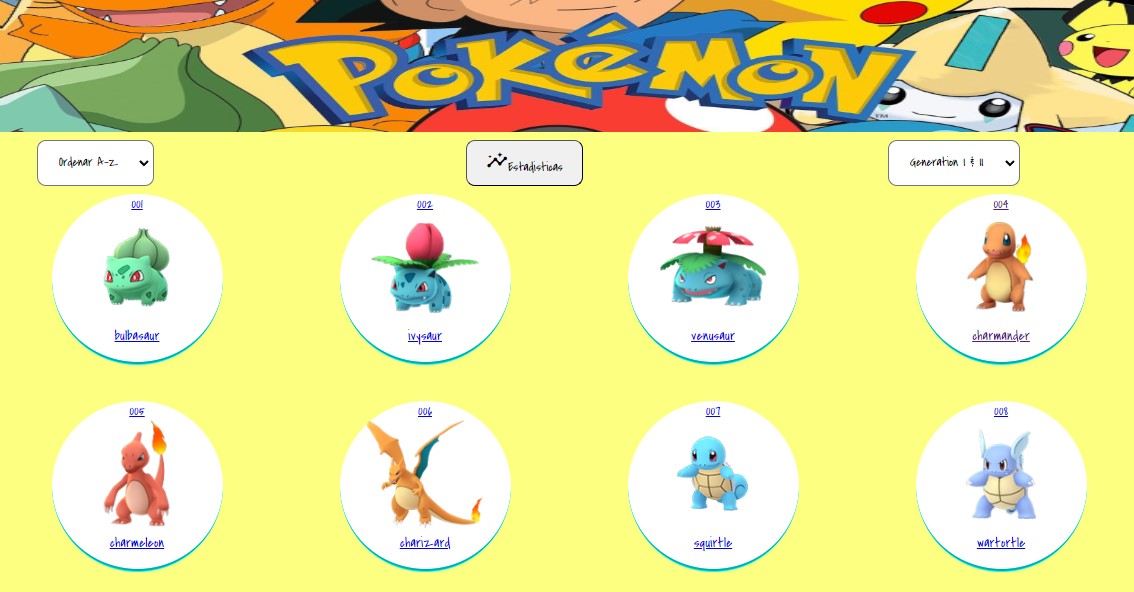 POKÉMON
TM
Ordenar A-Z
Estadisticas
Generation I & II
001
002
003
004
bulbasaur
ivysaur
venusaur
charmander
005
006
007
008
charmeleon
charizard
squirtle
wartortle